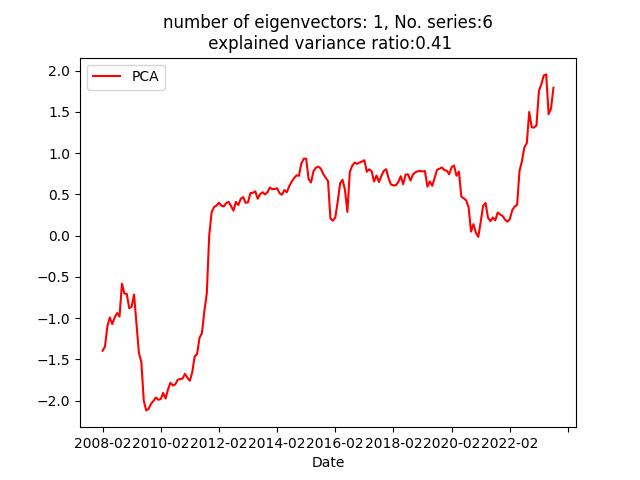 number of eigenvectors: 1, No. series:6
explained variance ratio:0.41
PCA
2.0
1.5
1.0
0.5
0.0
−0.5
−1.0
−1.5
−2.0
2008-022010-022012-022014-022016-022018-022020-022022-02
Date